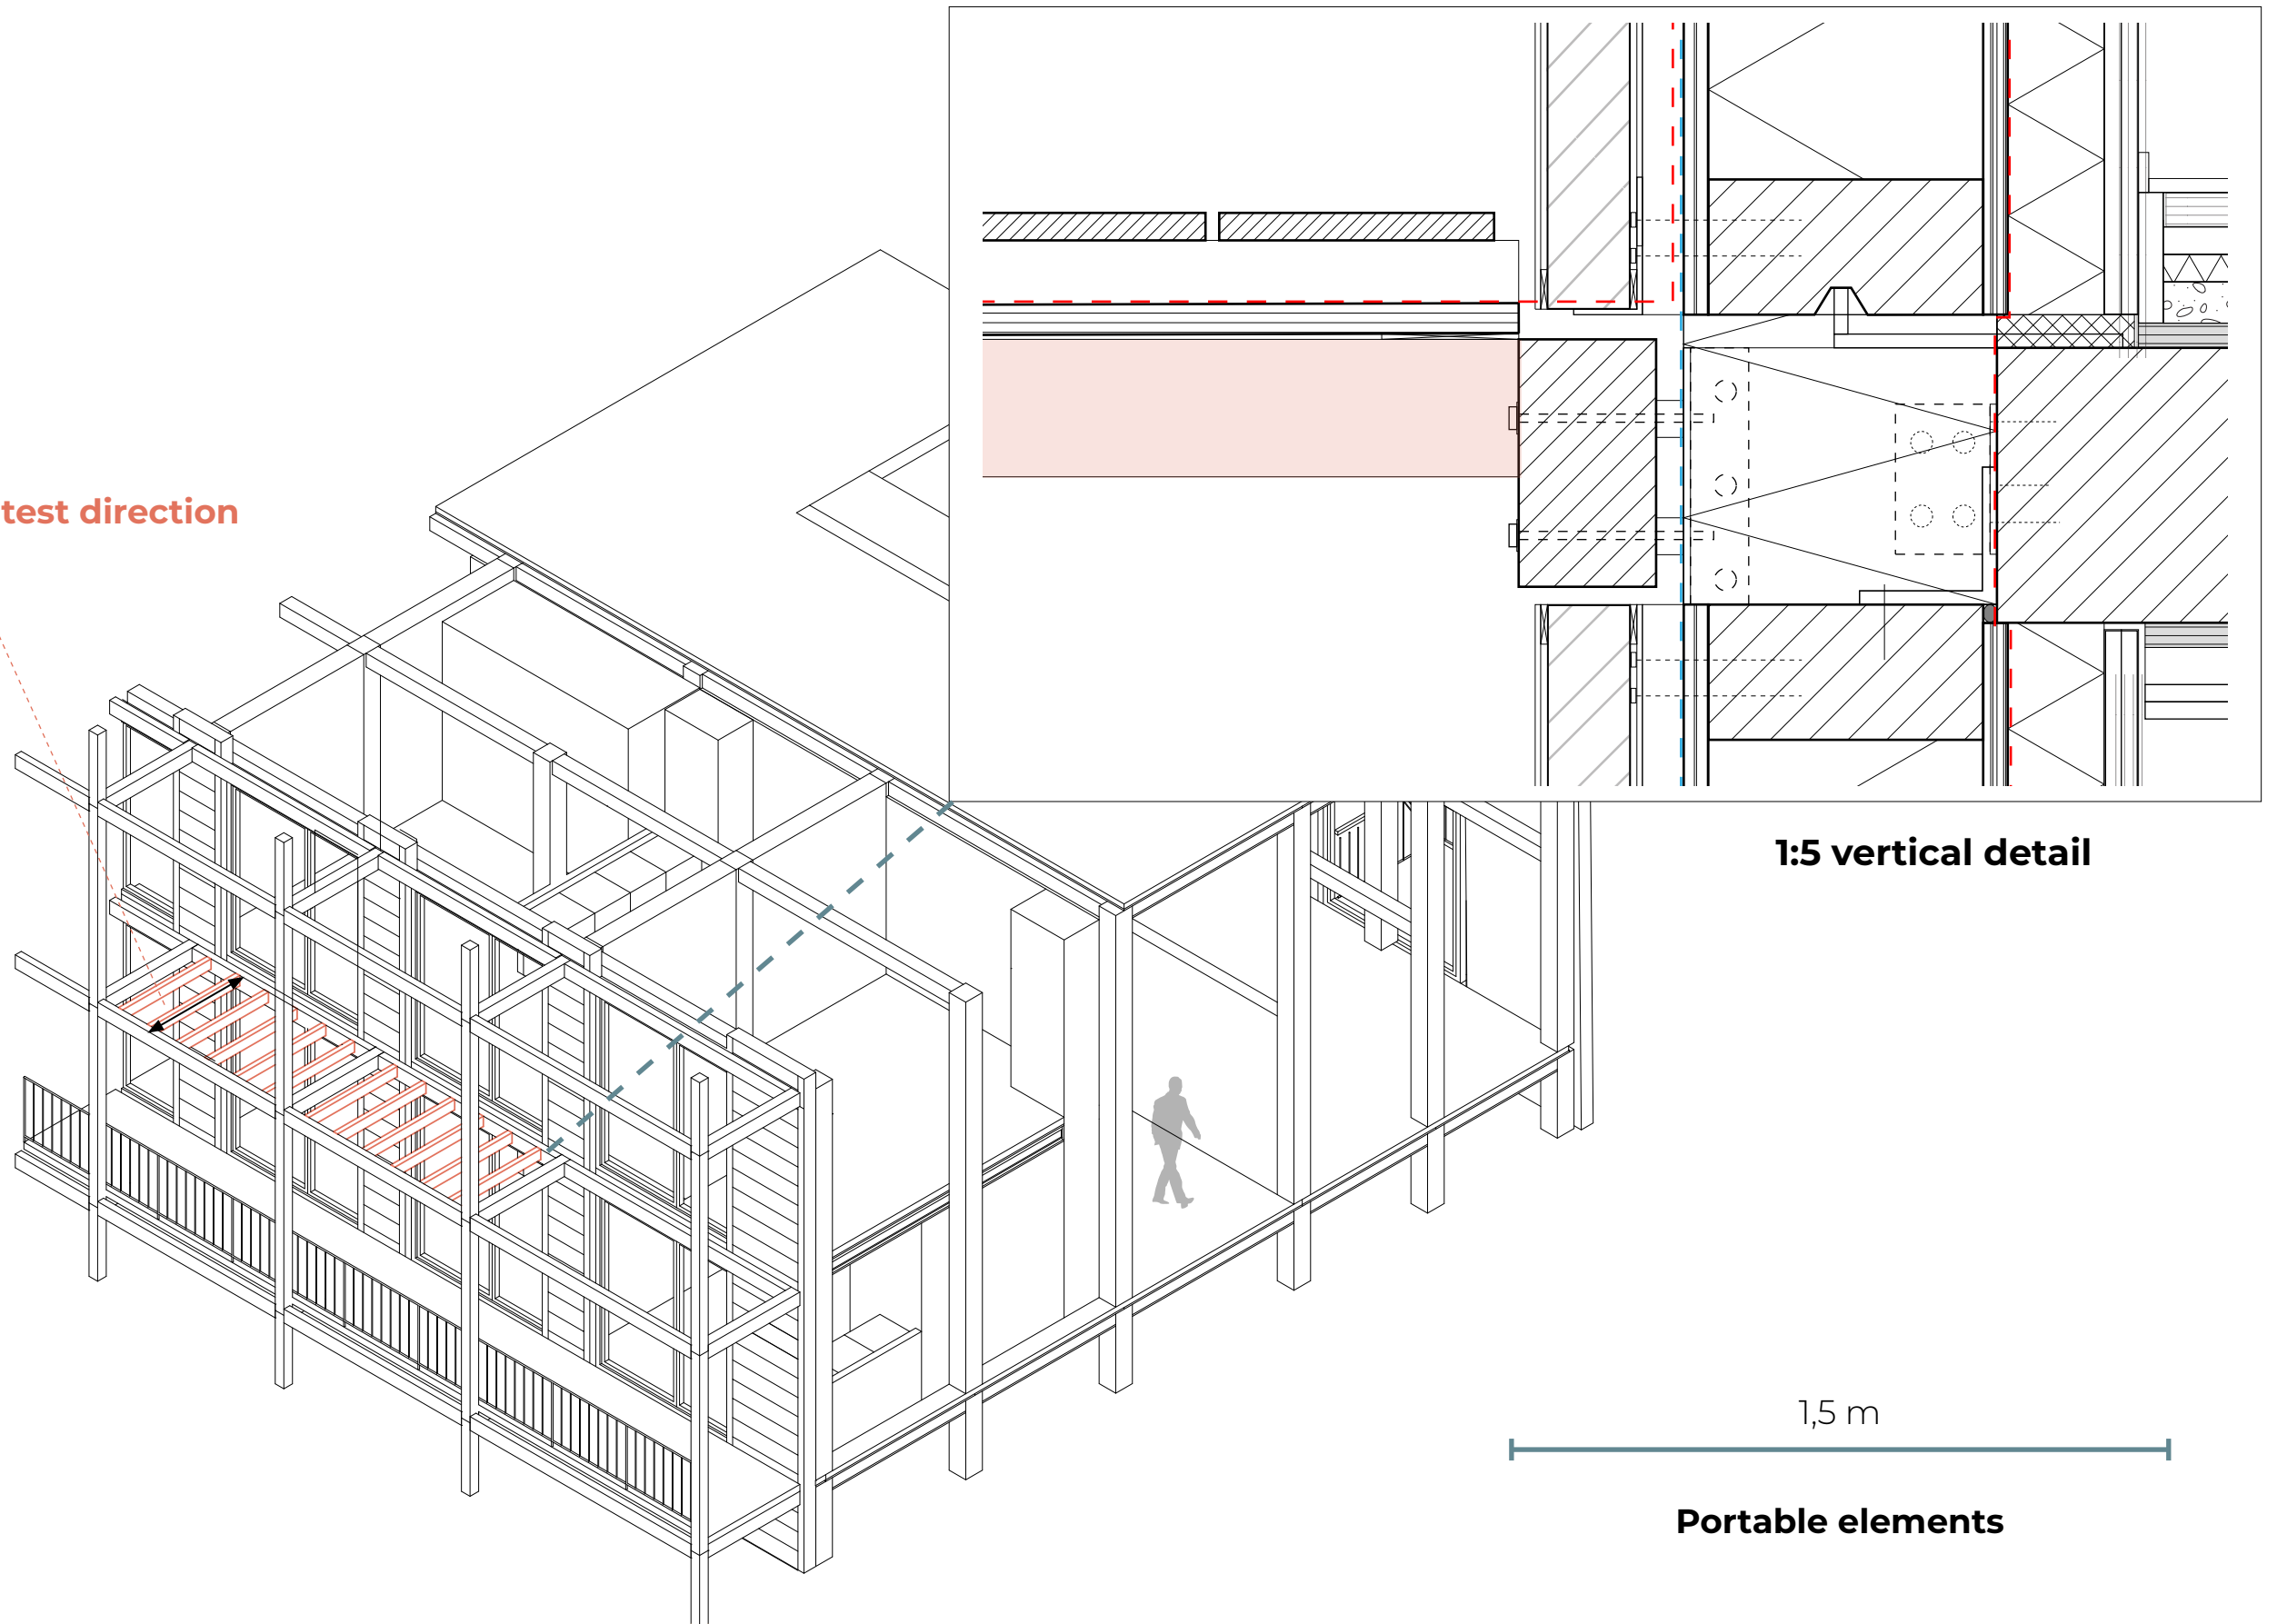 test direction
1:5 vertical detail
1,5 m
Portable elements